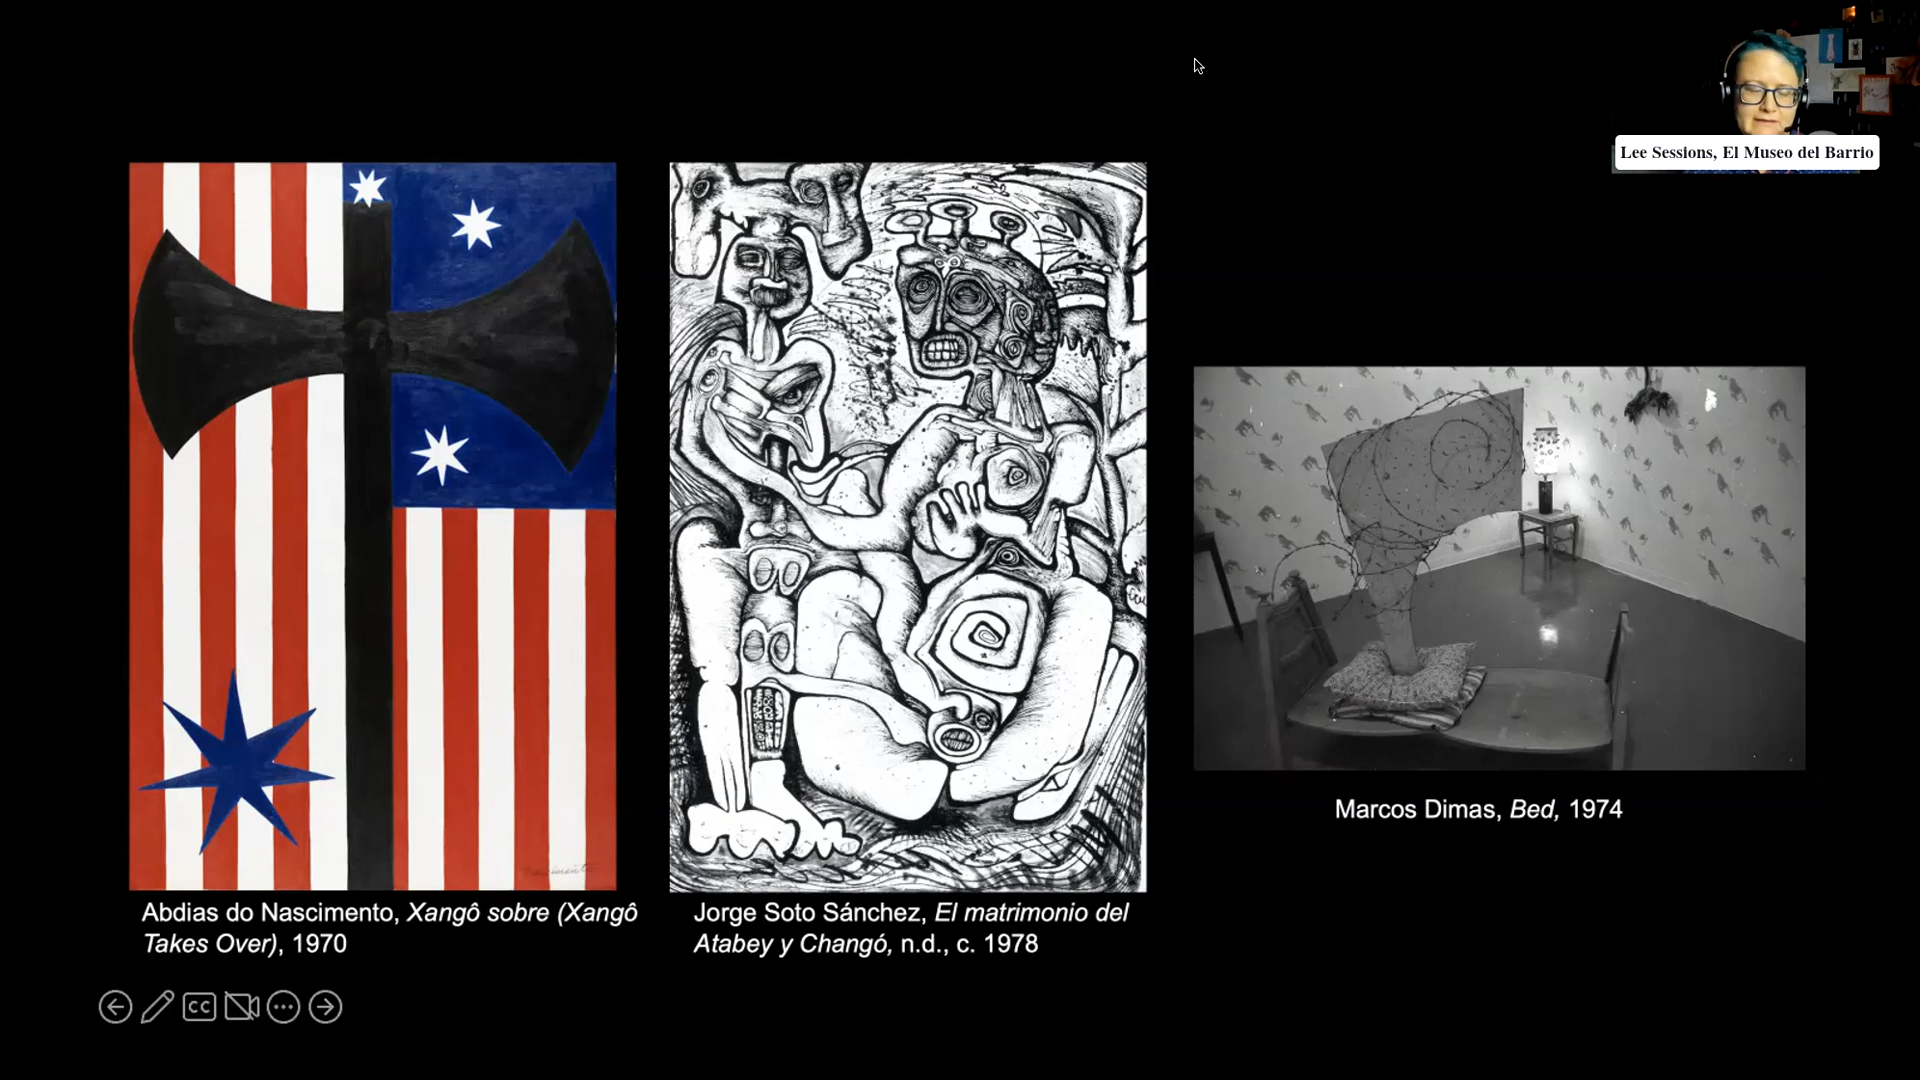 Lee Sessions, El Museo del Barrio
Abdias do Nascimento, Xangô sobre (Xangô
Takes Over), 1970
Jorge Soto Sánchez, El matrimonio del
Atabey y Changó, n.d., c. 1978
Marcos Dimas, Bed, 1974
CC